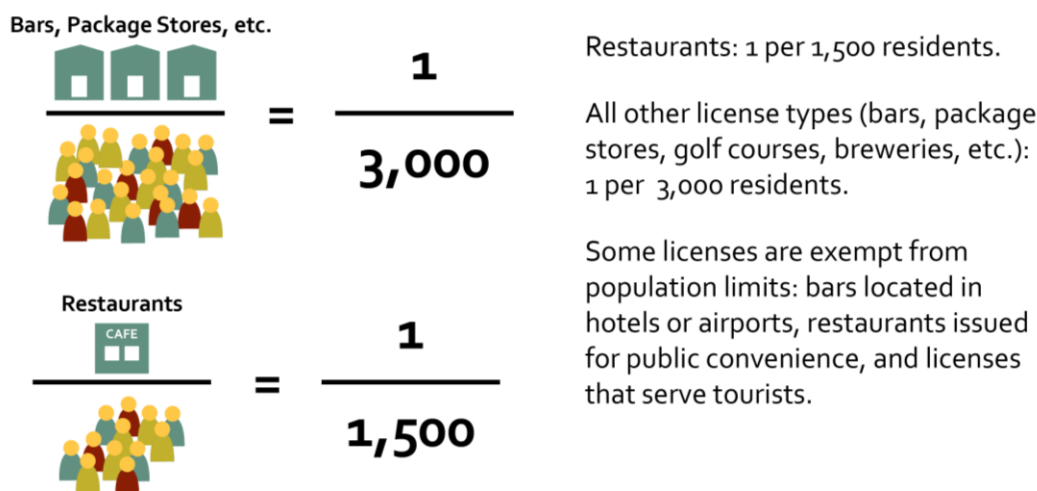 Bars, Package Stores, etc.
=
1
3,000
Restaurants
CAFE
=
1
1,500
Restaurants: 1 per 1,500 residents.
All other license types (bars, package
stores, golf courses, breweries, etc.):
1 per 3,000 residents.
Some licenses are exempt from
population limits: bars located in
hotels or airports, restaurants issued
for public convenience, and licenses
that serve tourists.